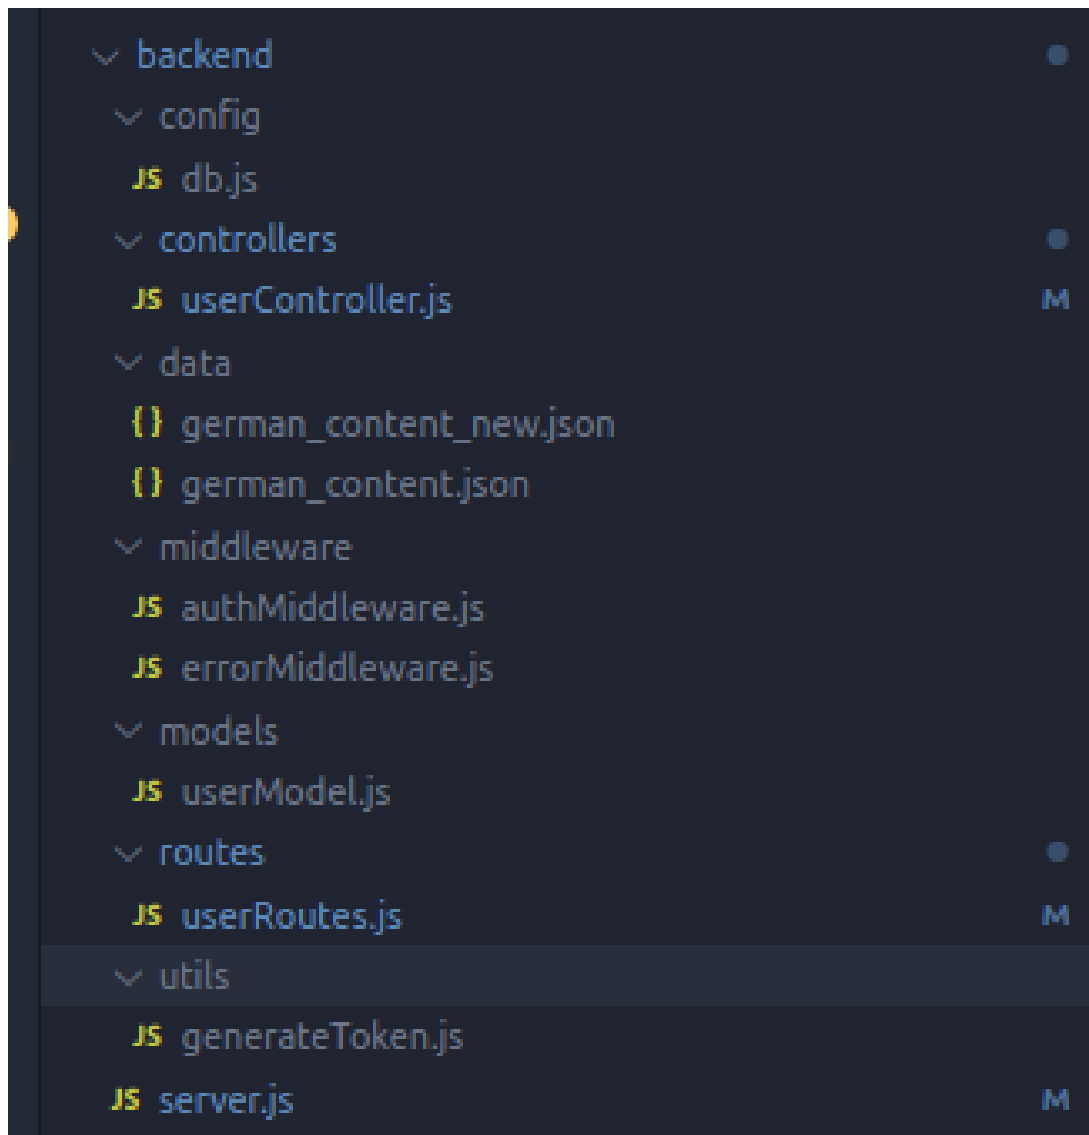 backend
config
JS db.js
controllers
JS userController.js M
data
{} german_content_new.json
{} german_content.json
middleware
JS authMiddleware.js
JS errorMiddleware.js
models
JS userModel.js
routes
JS userRoutes.js M
utils
JS generateToken.js
JS server.js M